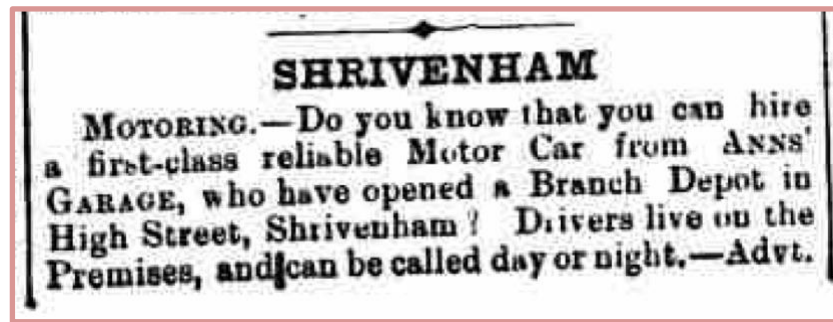 SHRIVENHAM
MOTORING.—Do you know that you can hire
a first-class reliable Motor Car from ANNS'
GARAGE, who have opened a Branch Depot in
High Street, Shrivenham? Drivers live on the
Premises, and can be called day or night.—Advt.